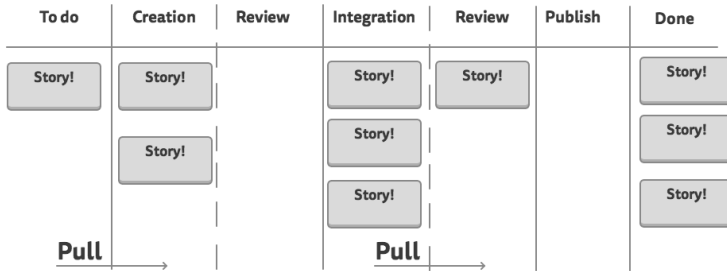 To do Creation Review Integration Review Publish Done
Story! Story! Story! Story! Story!
Story! Story! Story!
Story! Story!
Pull Pull